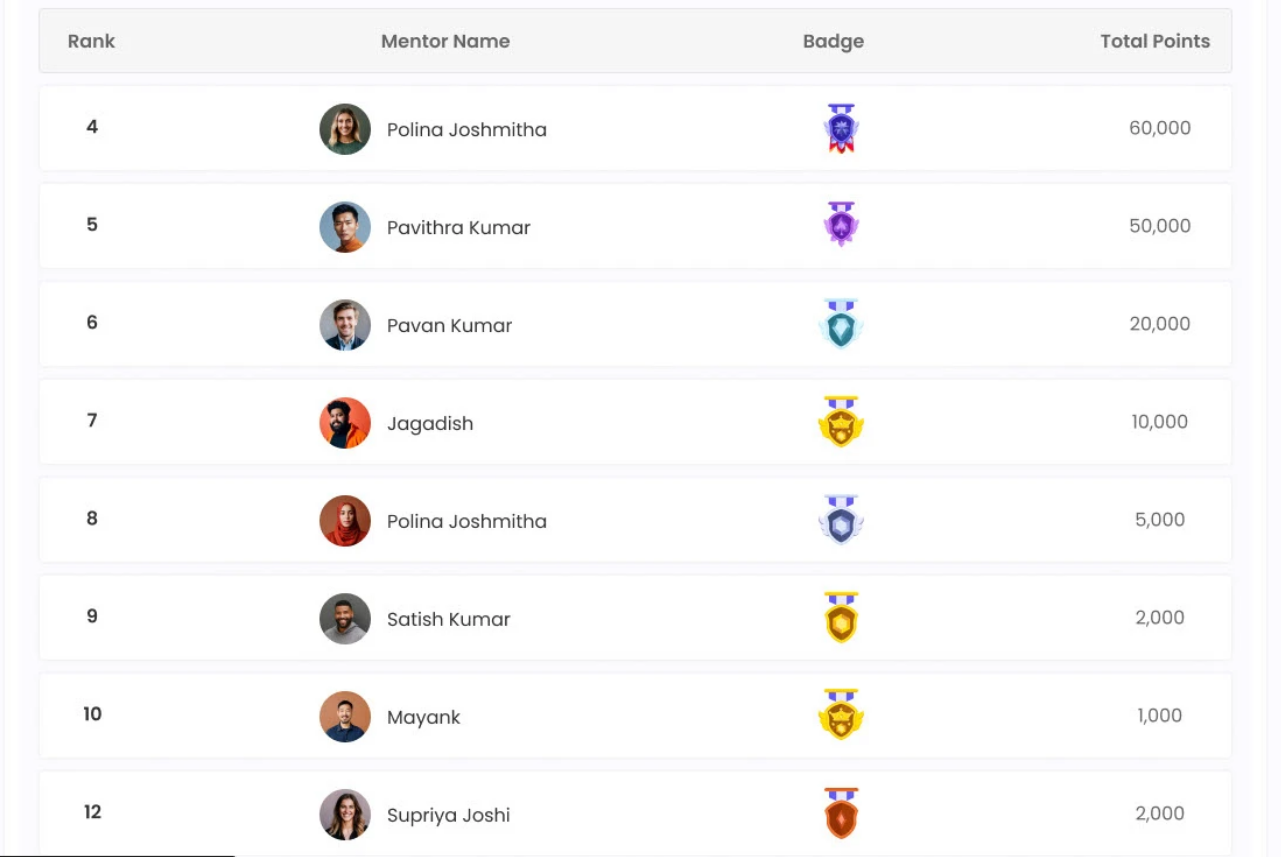 Rank Mentor Name Badge Total Points
4 Polina Joshmitha 60,000
5 Pavithra Kumar 50,000
6 Pavan Kumar 20,000
7 Jagadish 10,000
8 Polina Joshmitha 5,000
9 Satish Kumar 2,000
10 Mayank 1,000
12 Supriya Joshi 2,000